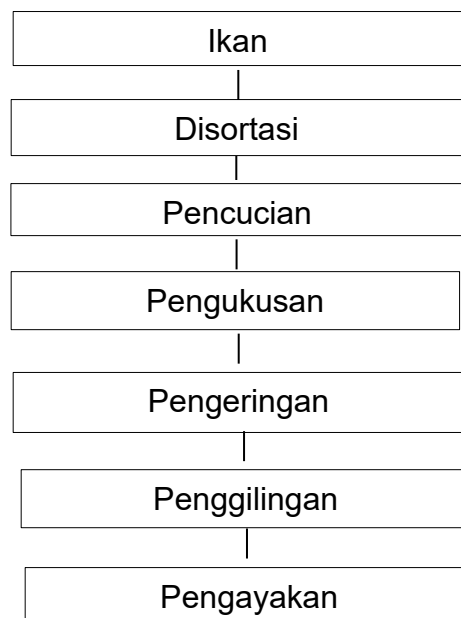 Ikan
Disortasi
Pencucian
Pengukusan
Pengeringan
Penggilingan
Pengayakan